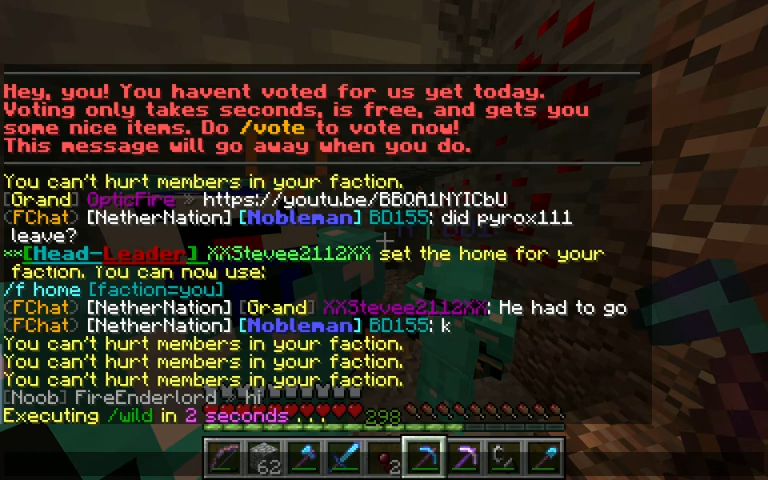 Hey, you! You havent voted for us yet today.
Voting only takes seconds, is free, and gets you
some nice items. Do /vote to vote now!
This message will go away when you do.
You can't hurt members in your faction.
[Grand] OpticFire » https://youtu.be/BBOA1NYICbU
(FChat) [NetherNation] [Nobleman] BD155: did pyrox111
leave?
**[Head-Leader] XXStevee2112XX set the home for your
faction. You can now use:
/f home [faction=you]
(FChat) [NetherNation] [Grand] XXStevee2112XX: He had to go
(FChat) [NetherNation] [Nobleman] BD155: k
You can't hurt members in your faction.
You can't hurt members in your faction.
You can't hurt members in your faction.
[Noob] FireEnderlord » hi
Executing /wild in 2 seconds...
298
62
2